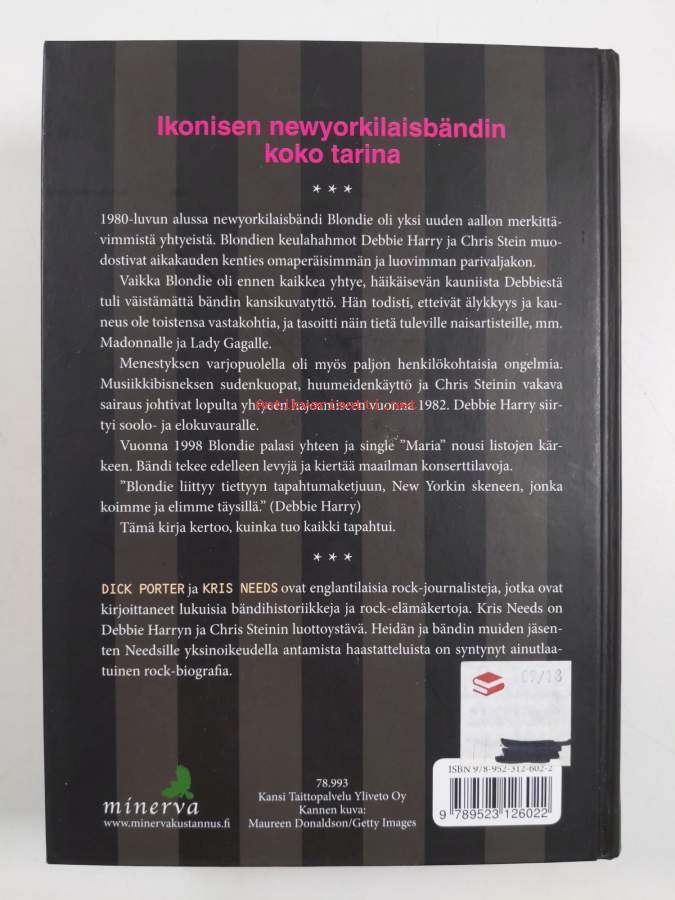 Ikonisen newyorkilaisbändin
koko tarina
* * *
1980-luvun alussa newyorkilaisbändi Blondie oli yksi uuden aallon merkittä-
vimmistä yhtyeistä. Blondien keulahahmot Debbie Harry ja Chris Stein muo-
dostivat aikakauden kenties omaperäisimmän ja luovimman parivaljakon.
Vaikka Blondie oli ennen kaikkea yhtye, häikäisevän kauniista Debbiestä
tuli väistämättä bändin kansikuvatyttö. Hän todisti, etteivät älykkyys ja kau-
neus ole toistensa vastakohtia, ja tasoitti näin tietä tuleville naisartisteille, mm.
Madonnalle ja Lady Gagalle.
Menestyksen varjopuolella oli myös paljon henkilökohtaisia ongelmia.
Musiikkibisneksen sudenkuopat, huumeidenkäyttö ja Chris Steinin vakava
sairaus johtivat lopulta yhtyeen hajoamiseen vuonna 1982. Debbie Harry siir-
tyi soolo- ja elokuvauralle.
Vuonna 1998 Blondie palasi yhteen ja single ”Maria” nousi listojen kär-
keen. Bändi tekee edelleen levyjä ja kiertää maailman konserttilavoja.
”Blondie liittyy tiettyyn tapahtumaketjuun, New Yorkin skeneen, jonka
koimme ja elimme täysillä.” (Debbie Harry)
Tämä kirja kertoo, kuinka tuo kaikki tapahtui.
* * *
DICK PORTER ja KRIS NEEDS ovat englantilaisia rock-journalisteja, jotka ovat
kirjoittaneet lukuisia bändihistoriikkeja ja rock-elämäkertoja. Kris Needs on
Debbie Harryn ja Chris Steinin luottoystävä. Heidän ja bändin muiden jäsen-
ten Needsille yksinoikeudella antamista haastatteluista on syntynyt ainutlaa-
tuinen rock-biografia.
07/18
ISBN 978-952-312-602-2
9 789523 126022
minerva
www.minervakustannus.fi
78.993
Kansi Taittopalvelu Yliveto Oy
Kannen kuva:
Maureen Donaldson/Getty Images